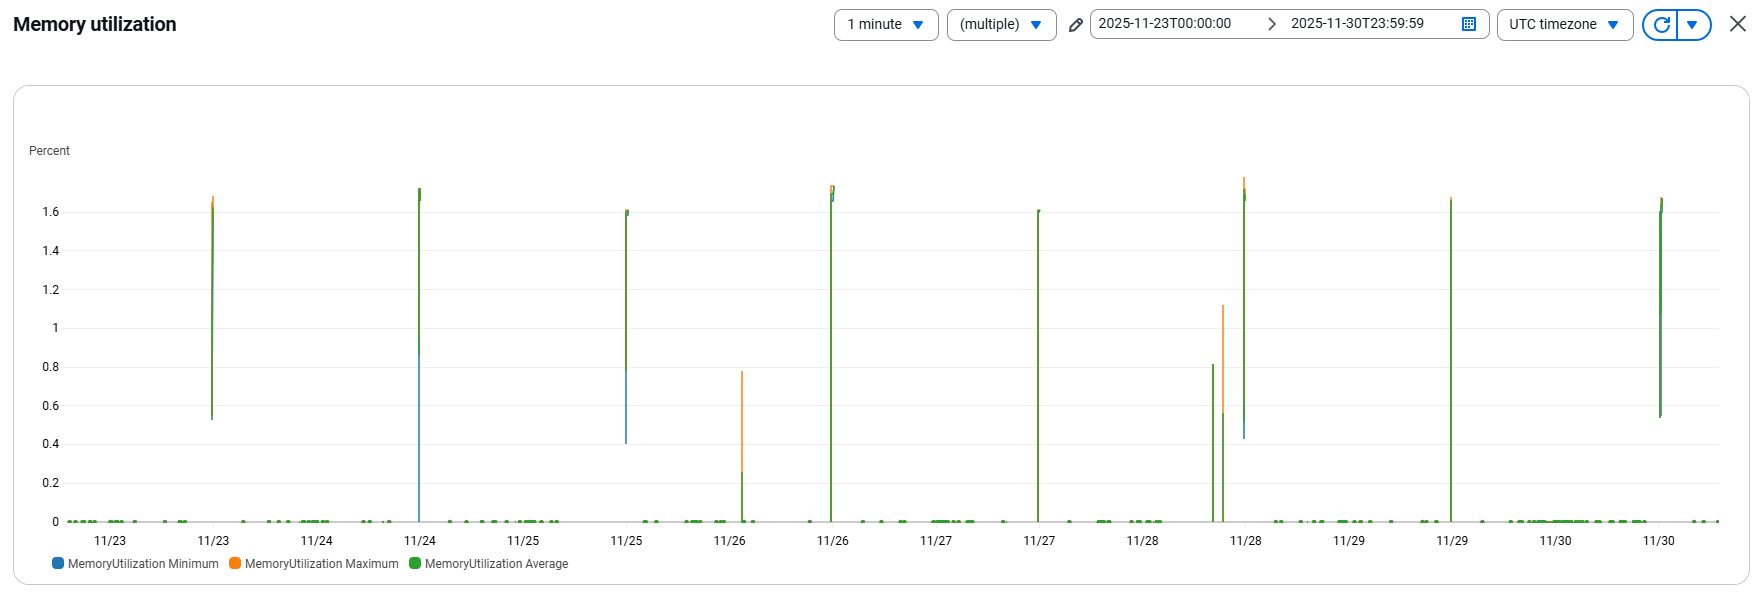 Memory utilization
1 minute
(multiple)
2025-11-23T00:00:00
2025-11-30T23:59:59
UTC timezone
Percent
1.6
1.4
1.2
1
0.8
0.6
0.4
0.2
0
11/23 11/23 11/24 11/24 11/25 11/25 11/26 11/26 11/27 11/27 11/28 11/28 11/29 11/29 11/30 11/30
MemoryUtilization Minimum MemoryUtilization Maximum MemoryUtilization Average